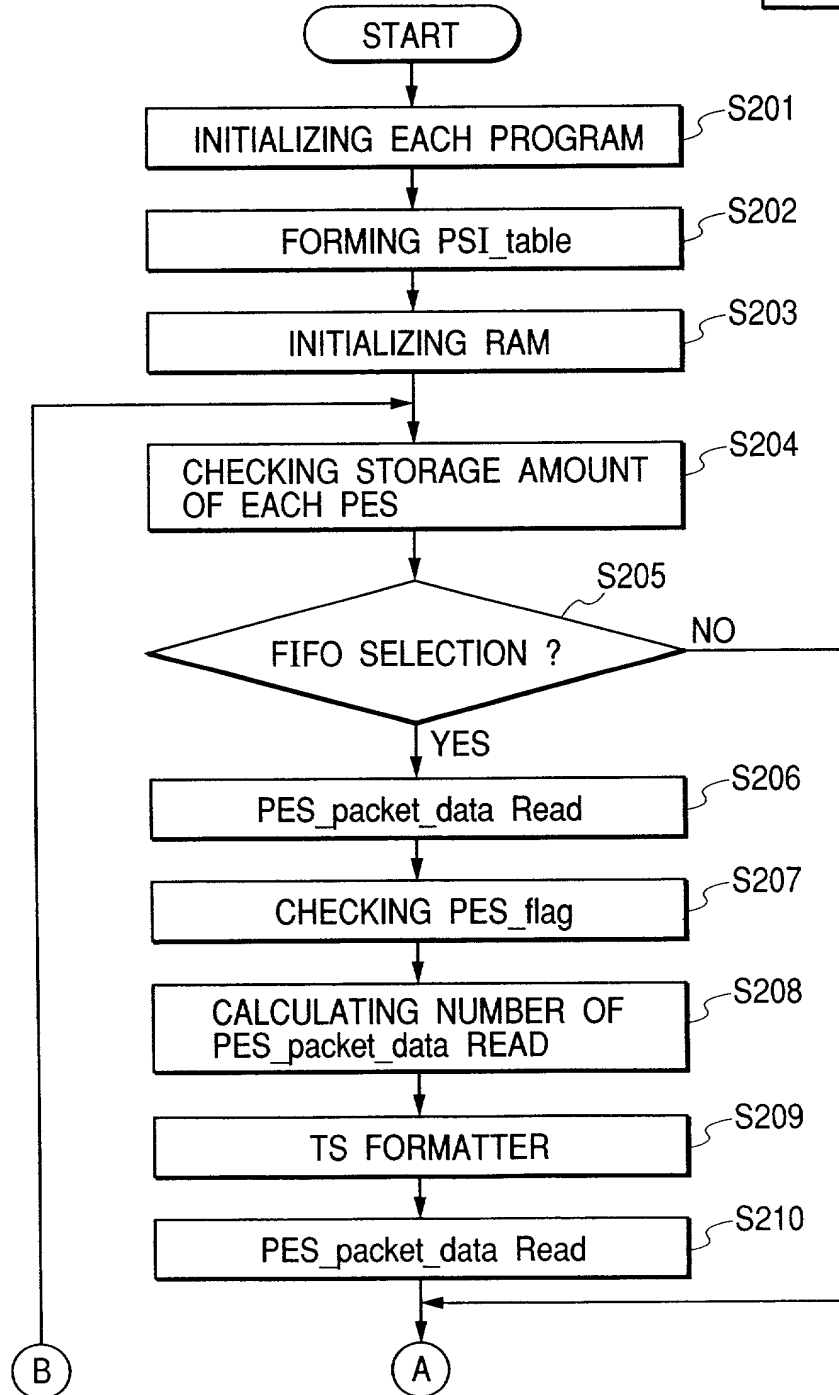 START
INITIALIZING EACH PROGRAM
S201
FORMING PSI_table
S202
INITIALIZING RAM
S203
CHECKING STORAGE AMOUNT
OF EACH PES
S204
FIFO SELECTION ?
S205
NO
YES
PES_packet_data Read
S206
CHECKING PES_flag
S207
CALCULATING NUMBER OF
PES_packet_data READ
S208
TS FORMATTER
S209
PES_packet_data Read
S210
B
A